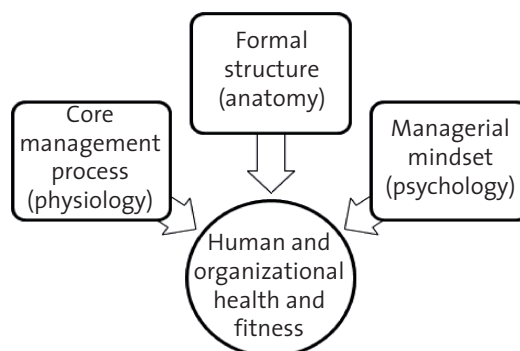 Formal
structure
(anatomy)
Core
management
process
(physiology)
Managerial
mindset
(psychology)
Human and
organizational
health and
fitness